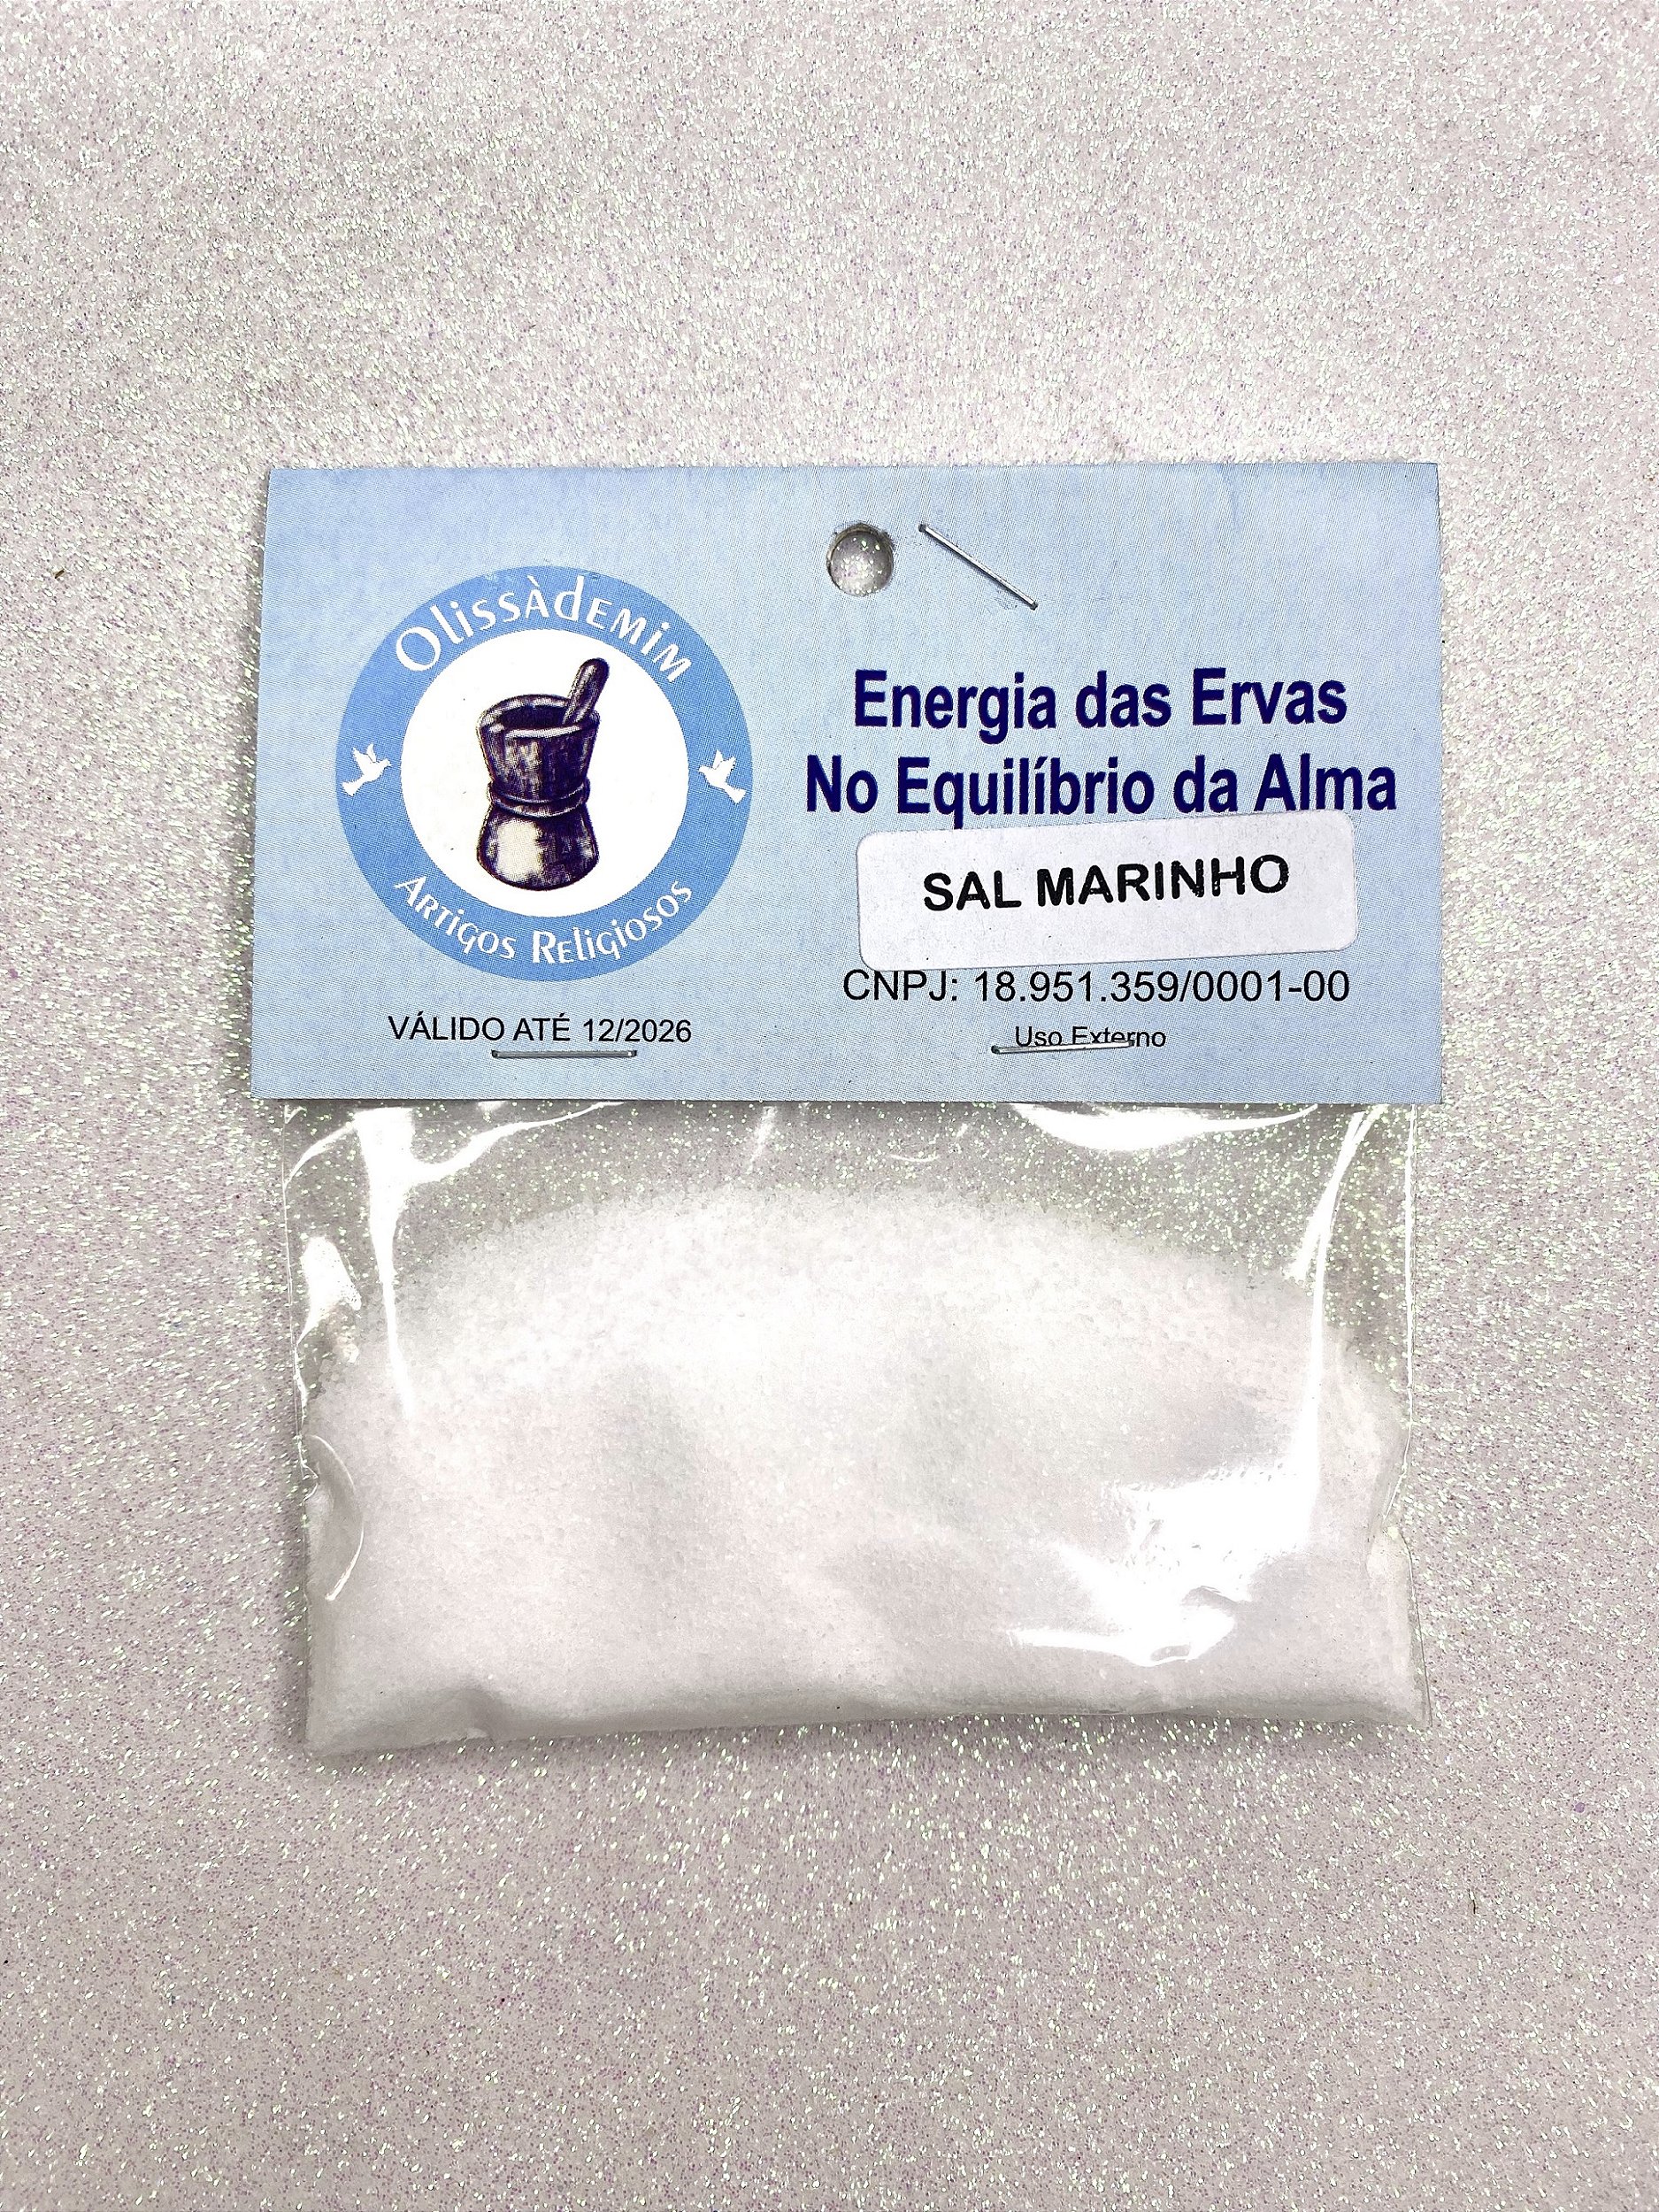 OlissÀdemim
Artigos Religiosos
VÁLIDO ATÉ 12/2026
Energia das Ervas
No Equilíbrio da Alma
SAL MARINHO
CNPJ: 18.951.359/0001-00
Uso Externo